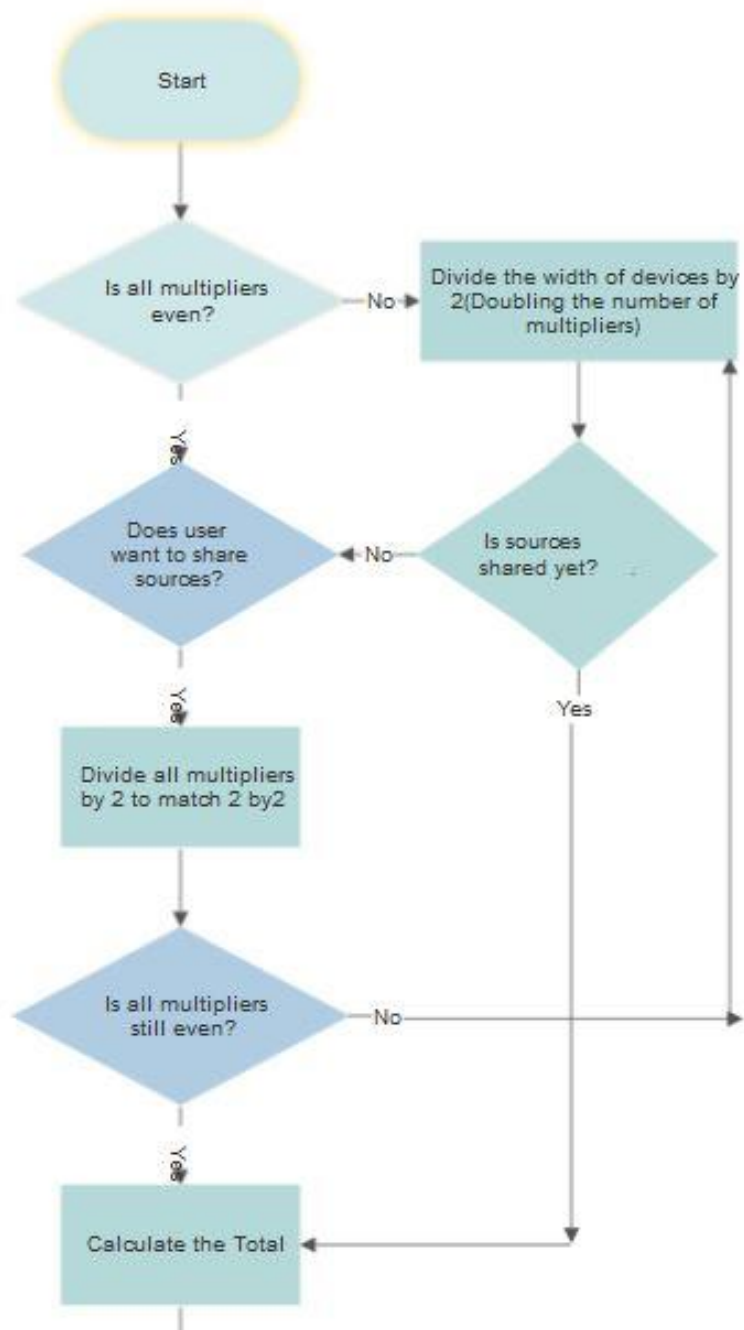 Start
Is all multipliers
even?
No
Divide the width of devices by
2(Doubling the number of
multipliers)
Yes
Does user
want to share
sources?
No
Is sources
shared yet?
.
Yes
Yes
Divide all multipliers
by 2 to match 2 by2
Is all multipliers
still even?
No
Yes
Calculate the Total